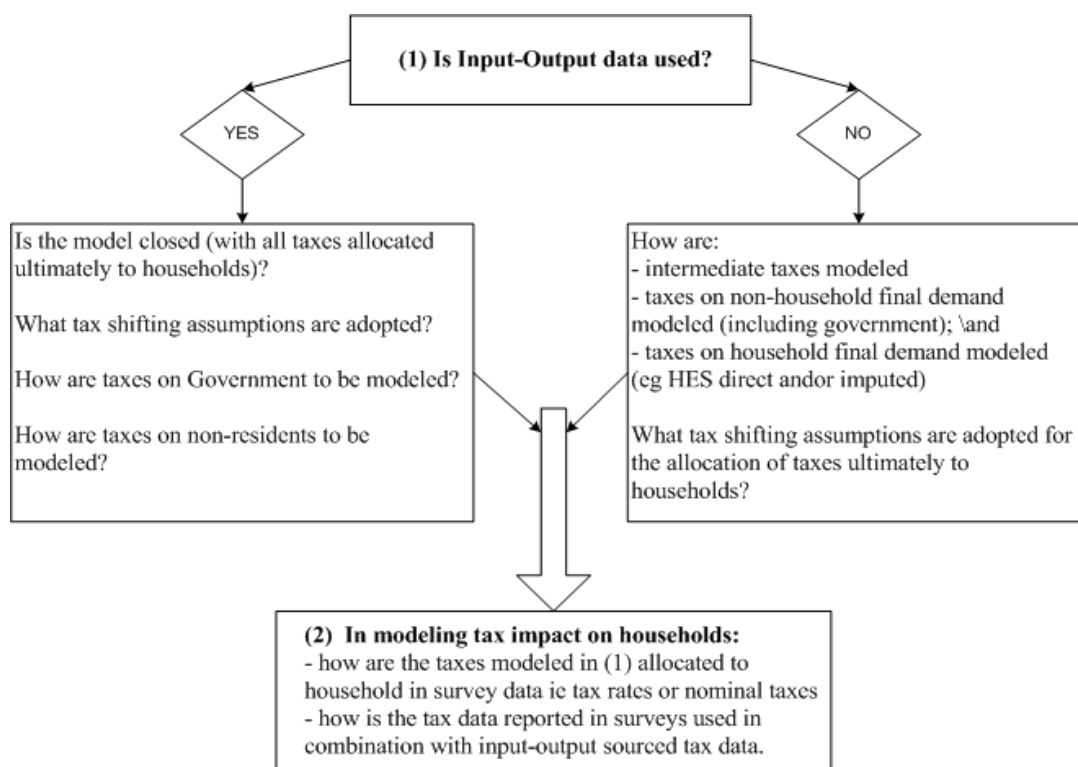 (1) Is Input-Output data used?
YES
NO
Is the model closed (with all taxes allocated
ultimately to households)?
What tax shifting assumptions are adopted?
How are taxes on Government to be modeled?
How are taxes on non-residents to be
modeled?
How are:
- intermediate taxes modeled
- taxes on non-household final demand
modeled (including government); \and
- taxes on household final demand modeled
(eg HES direct andor imputed)
What tax shifting assumptions are adopted for
the allocation of taxes ultimately to
households?
(2) In modeling tax impact on households:
- how are the taxes modeled in (1) allocated to
household in survey data ie tax rates or nominal taxes
- how is the tax data reported in surveys used in
combination with input-output sourced tax data.